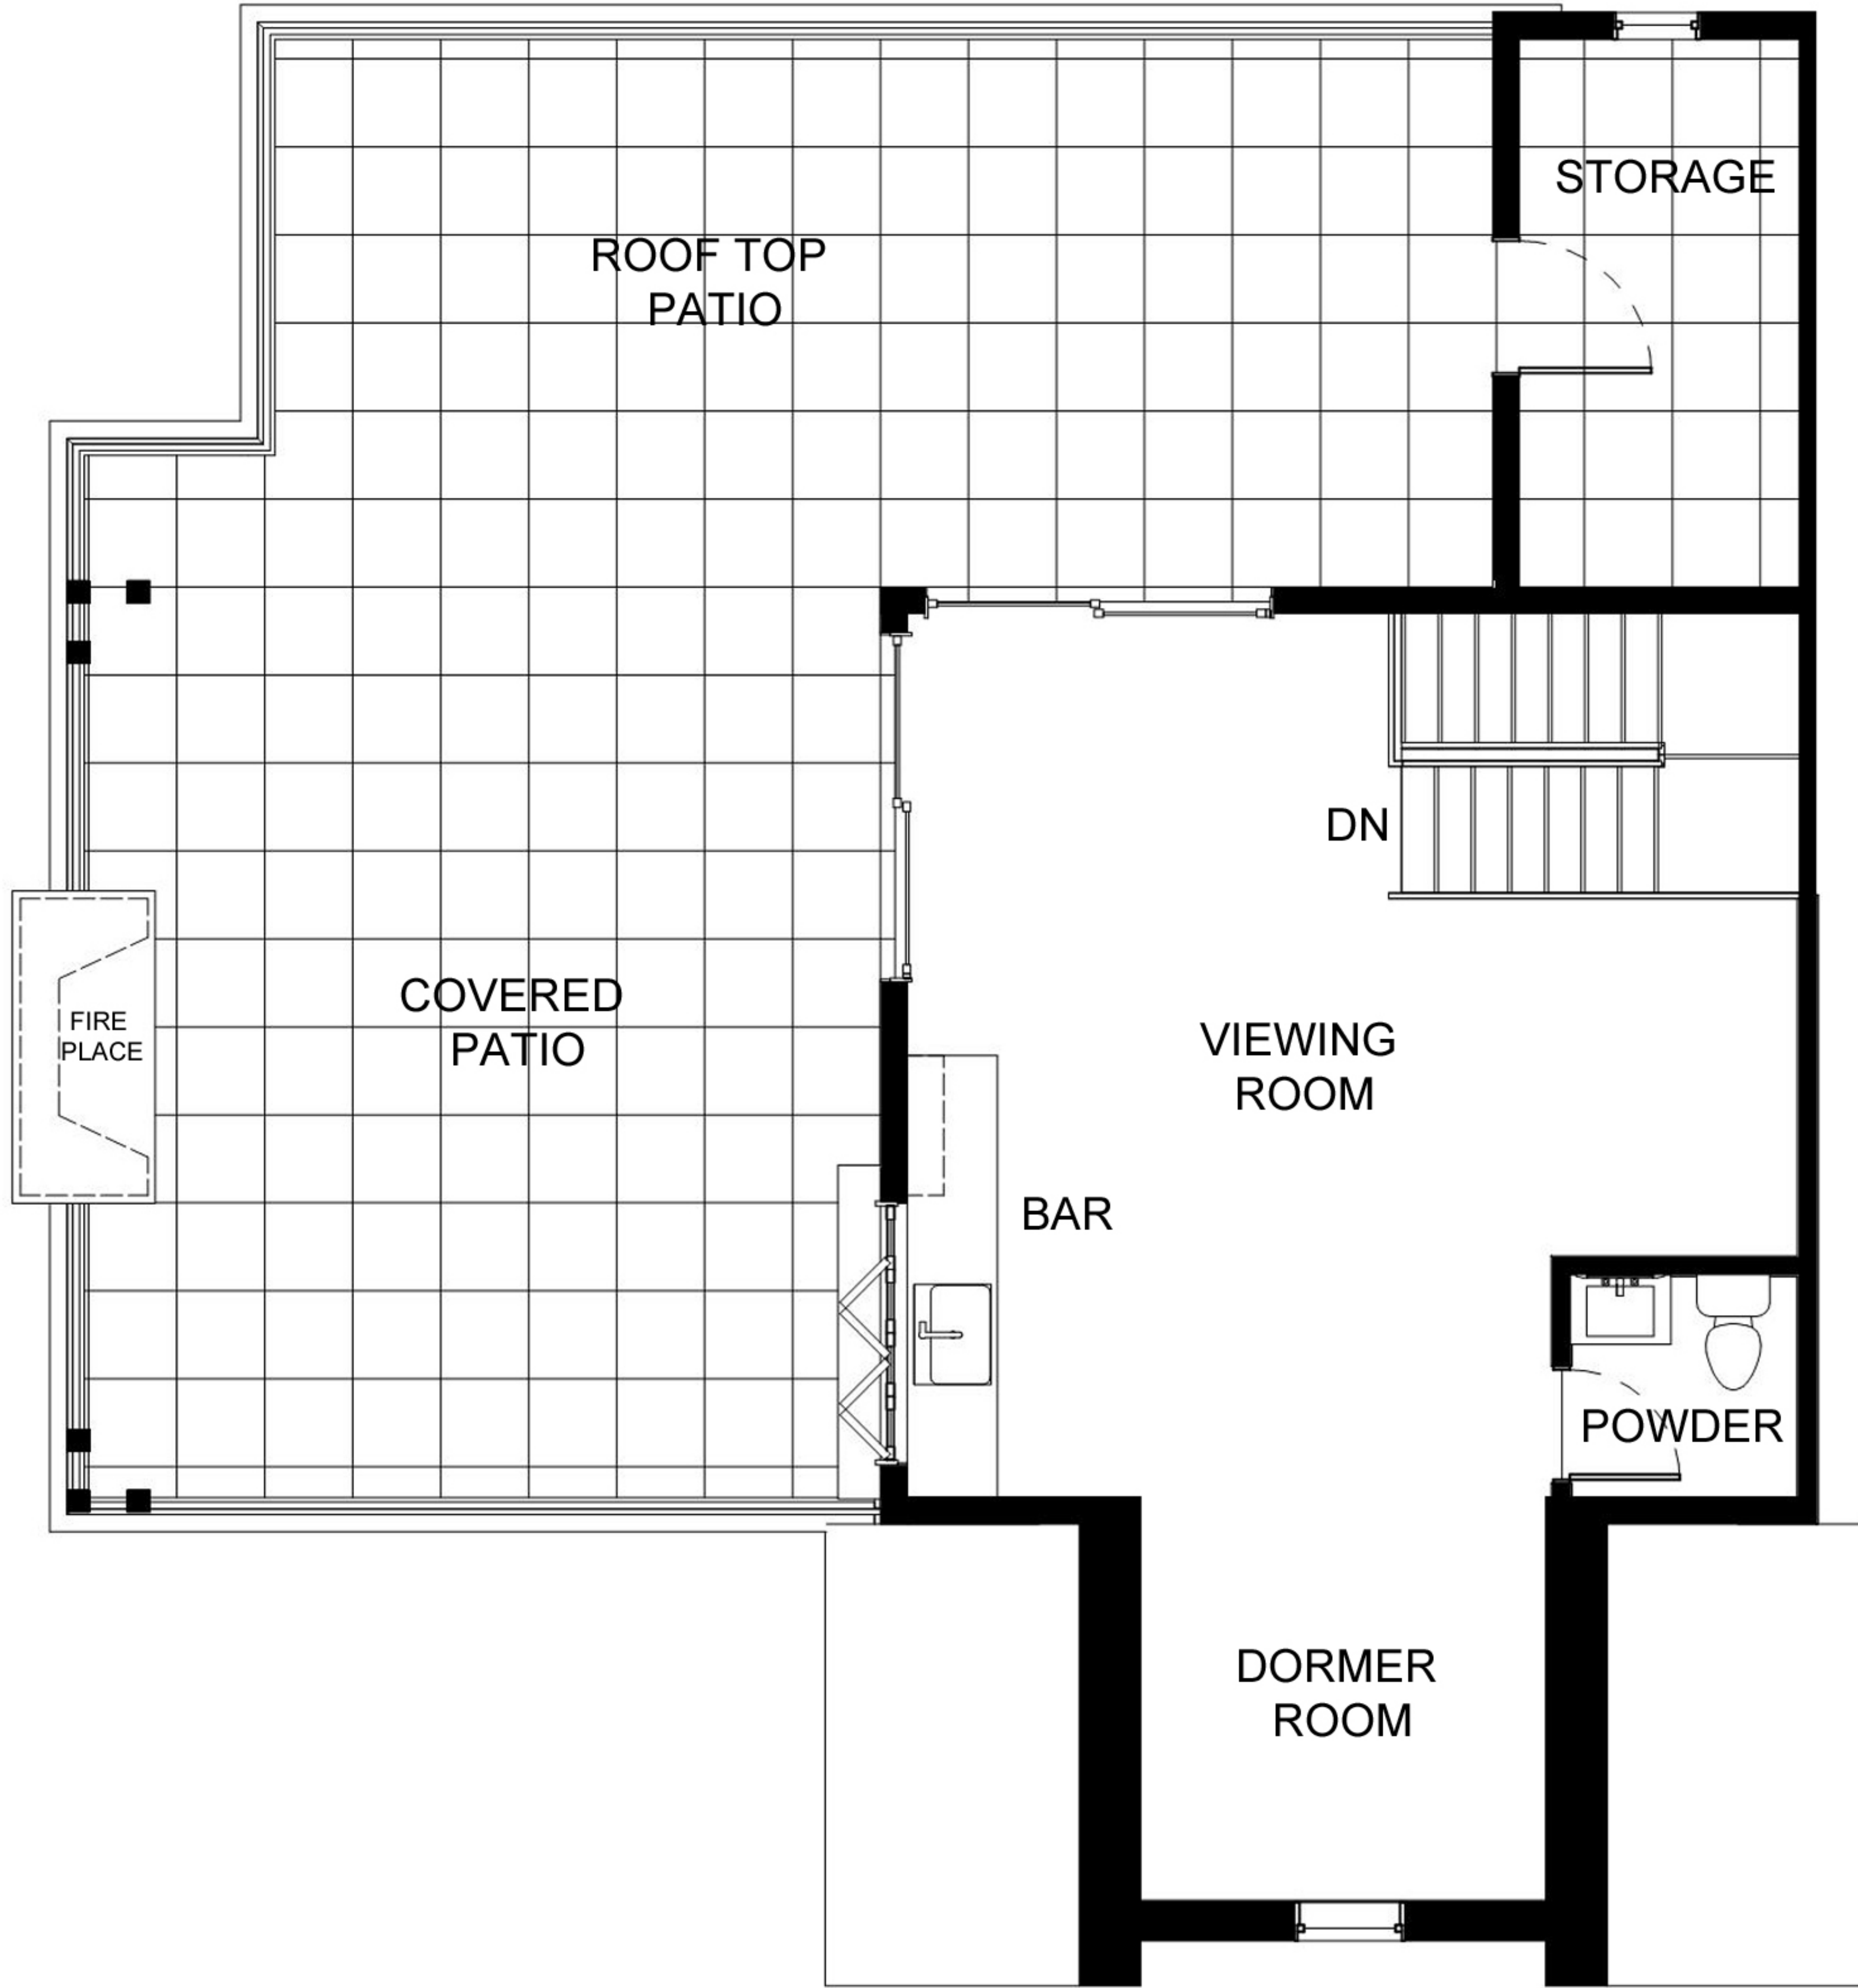 STORAGE
ROOF TOP
PATIO
DN
COVERED
PATIO
FIRE
PLACE
VIEWING
ROOM
BAR
POWDER
DORMER
ROOM